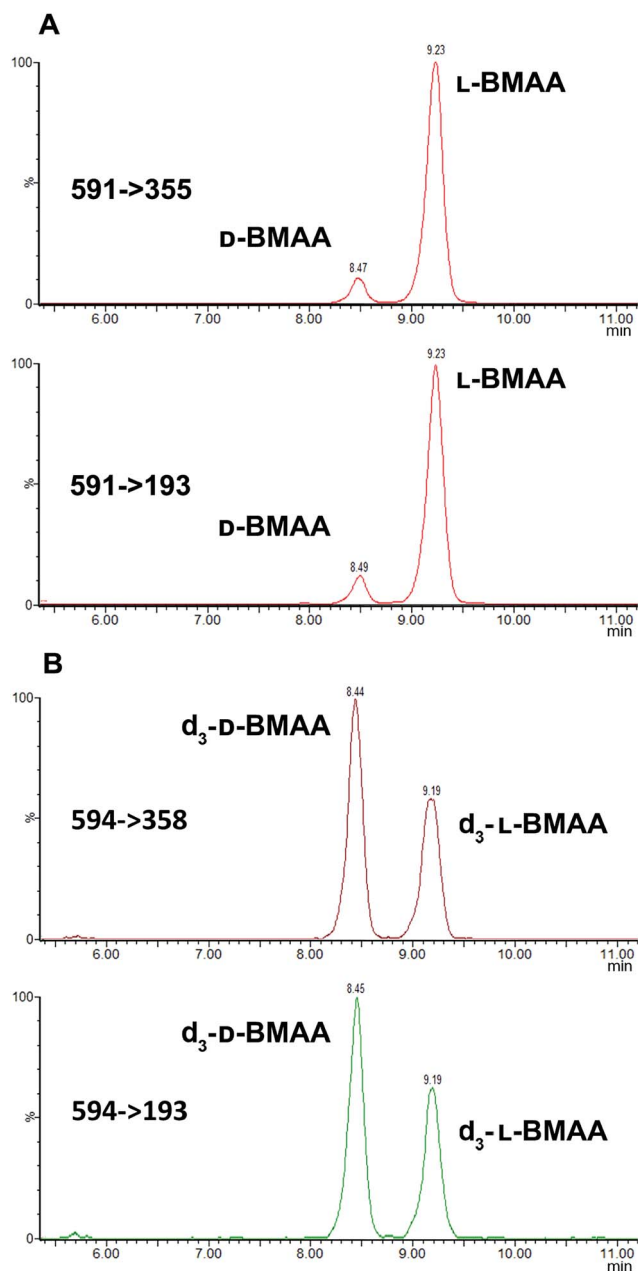 A
9.23
100
ʟ-BMAA
591->355
%
ᴅ-BMAA
8.47
0
6.00 7.00 8.00 9.00 10.00 11.00
min
9.23
100
ʟ-BMAA
591->193
%
ᴅ-BMAA
8.49
0
6.00 7.00 8.00 9.00 10.00 11.00
min
B
8.44
100
d₃-ᴅ-BMAA
9.19
594->358
%
d₃-ʟ-BMAA
0
6.00 7.00 8.00 9.00 10.00 11.00
min
8.45
100
d₃-ᴅ-BMAA
9.19
594->193
%
d₃-ʟ-BMAA
0
6.00 7.00 8.00 9.00 10.00 11.00
min